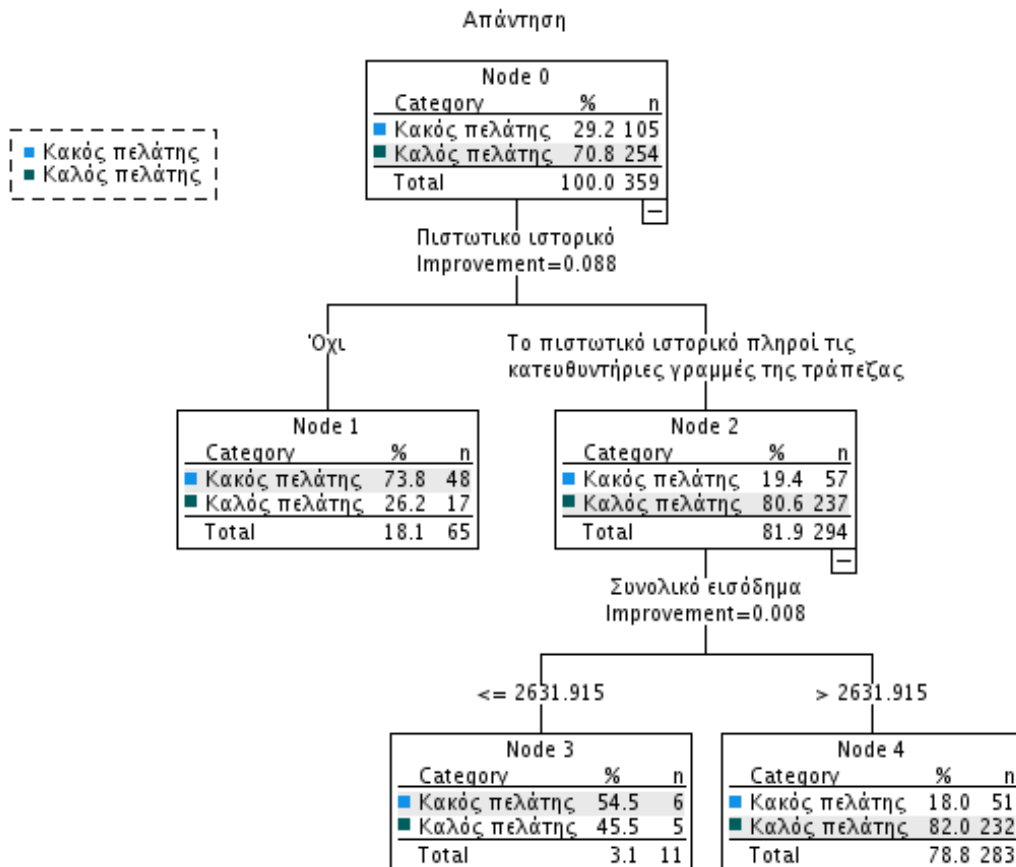 Απάντηση
Κακός πελάτης
Καλός πελάτης
Node 0
Category % n
Κακός πελάτης 29.2 105
Καλός πελάτης 70.8 254
Total 100.0 359
Πιστωτικό ιστορικό
Improvement=0.088
Όχι
Το πιστωτικό ιστορικό πληροί τις
κατευθυντήριες γραμμές της τράπεζας
Node 1
Category % n
Κακός πελάτης 73.8 48
Καλός πελάτης 26.2 17
Total 18.1 65
Node 2
Category % n
Κακός πελάτης 19.4 57
Καλός πελάτης 80.6 237
Total 81.9 294
Συνολικό εισόδημα
Improvement=0.008
<= 2631.915
> 2631.915
Node 3
Category % n
Κακός πελάτης 54.5 6
Καλός πελάτης 45.5 5
Total 3.1 11
Node 4
Category % n
Κακός πελάτης 18.0 51
Καλός πελάτης 82.0 232
Total 78.8 283